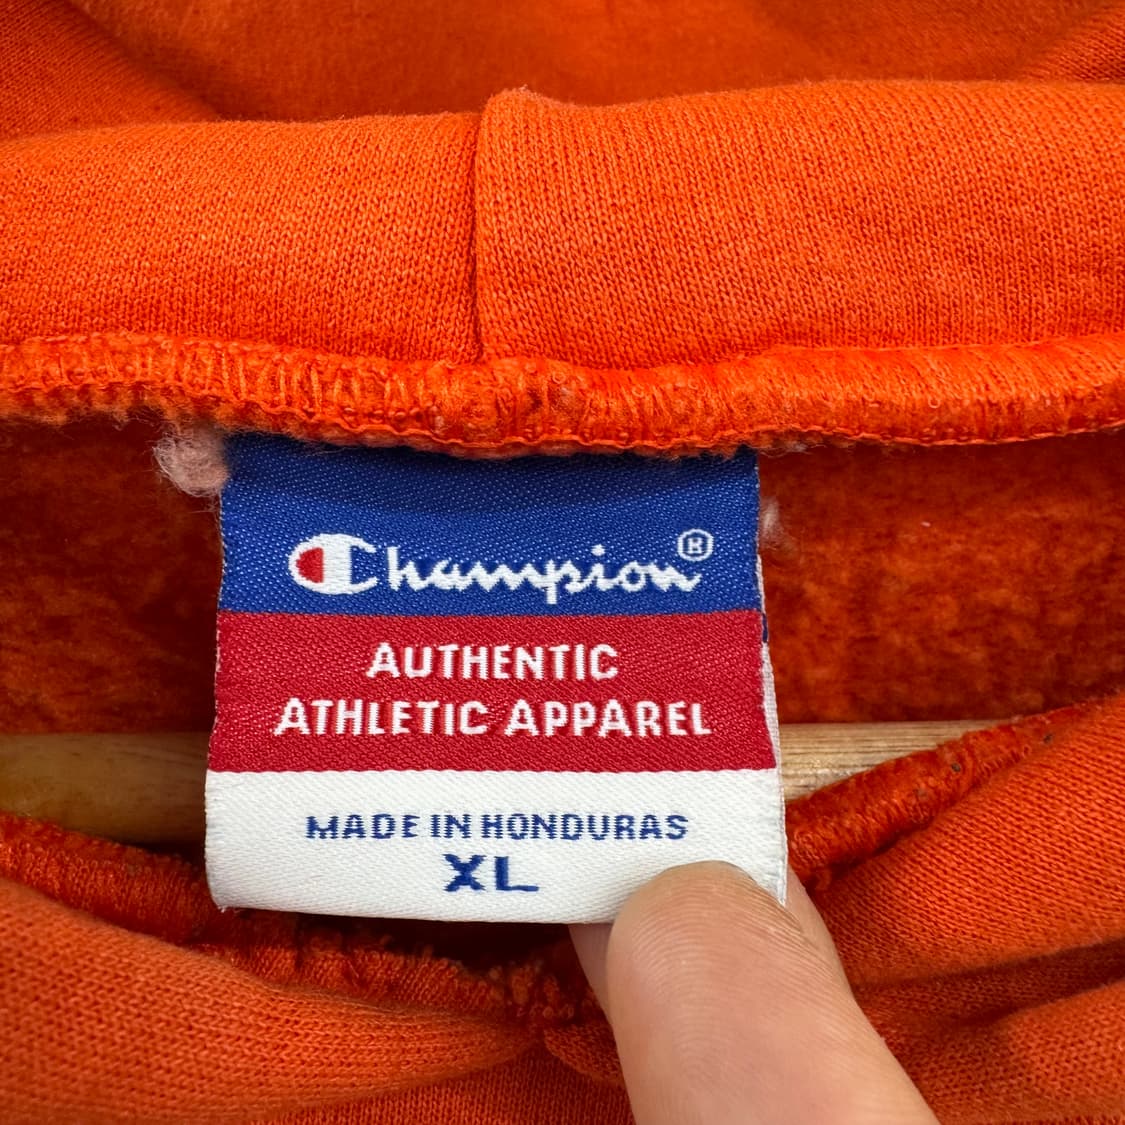 Champion®
AUTHENTIC
ATHLETIC APPAREL
MADE IN HONDURAS
XL